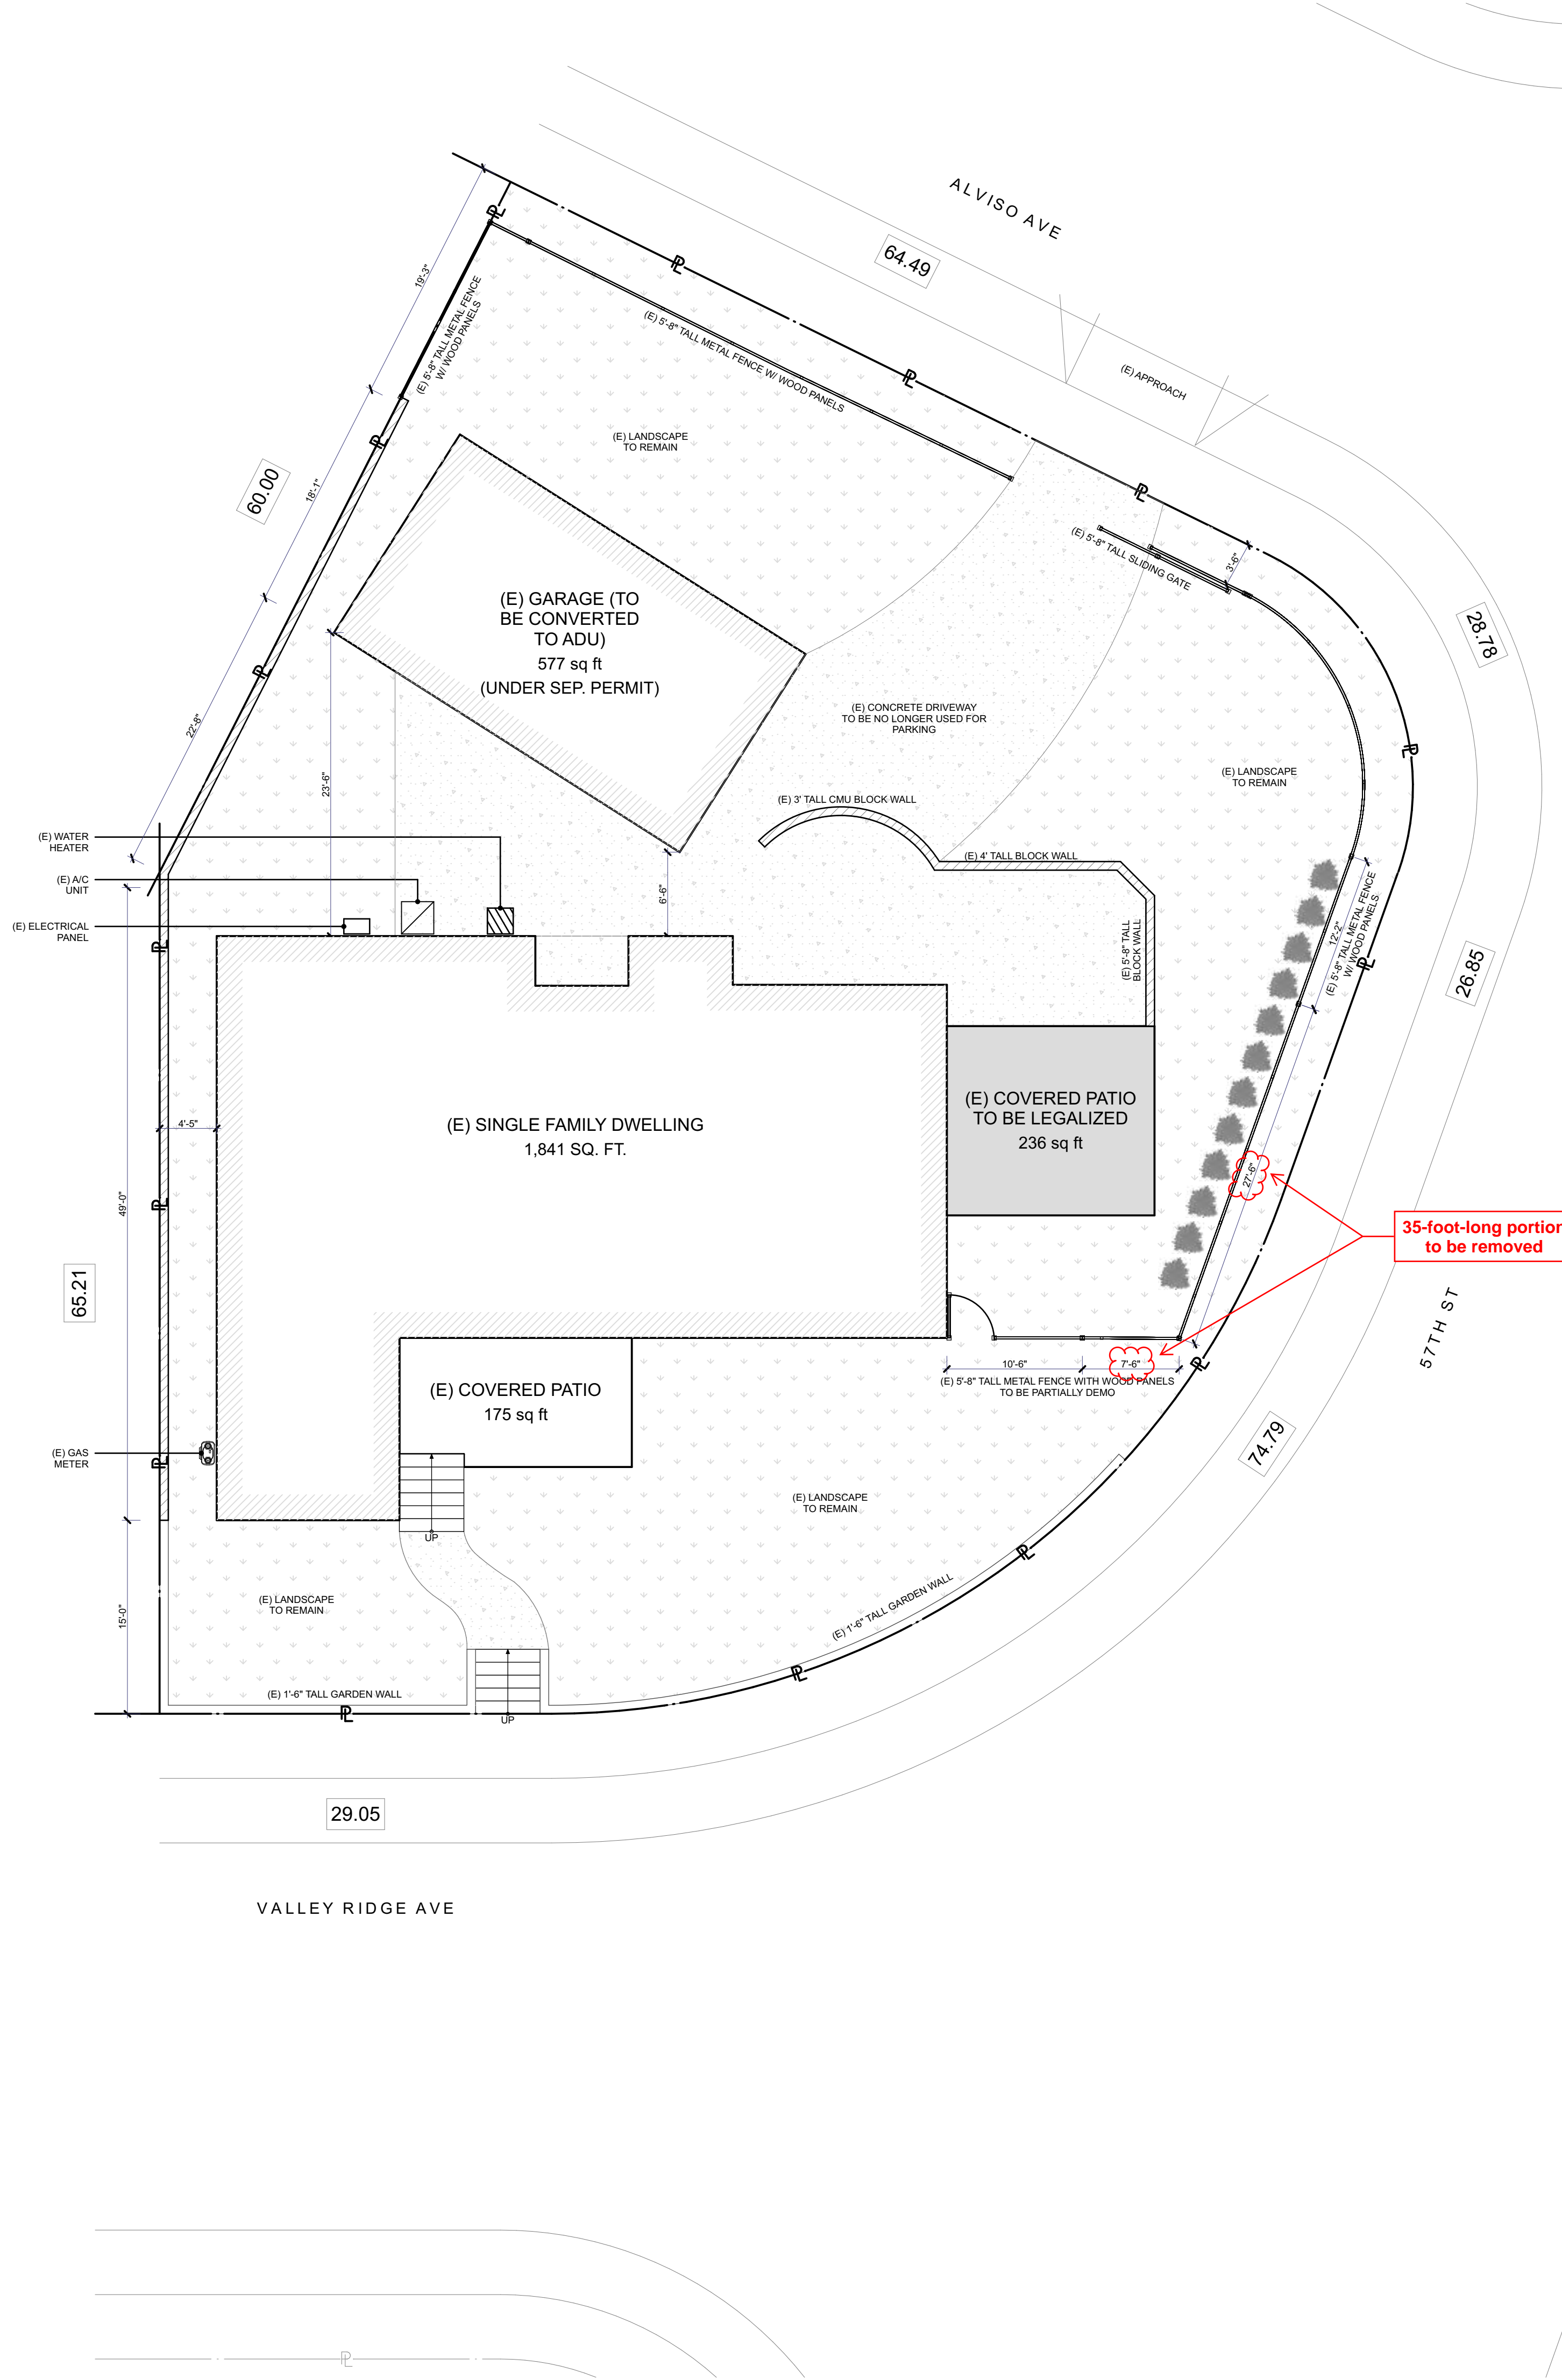 ALVISO AVE
64.49
19'-3"
(E) 5'-8" TALL METAL FENCE
W/ WOOD PANELS
(E) 5'-8" TALL METAL FENCE W/ WOOD PANELS
(E) APPROACH
(E) LANDSCAPE
TO REMAIN
60.00
18'-1"
(E) 5'-8" TALL SLIDING GATE
3'-6"
28.78
(E) GARAGE (TO
BE CONVERTED
TO ADU)
577 sq ft
(UNDER SEP. PERMIT)
22'-8"
23'-6"
(E) CONCRETE DRIVEWAY
TO BE NO LONGER USED FOR
PARKING
(E) LANDSCAPE
TO REMAIN
(E) 3' TALL CMU BLOCK WALL
(E) 4' TALL BLOCK WALL
(E) WATER
HEATER
(E) A/C
UNIT
(E) ELECTRICAL
PANEL
6'-6"
(E) 5'-8" TALL
BLOCK WALL
12'-2"
(E) 5'-8" TALL METAL FENCE
W/ WOOD PANELS
26.85
4'-5"
(E) SINGLE FAMILY DWELLING
1,841 SQ. FT.
(E) COVERED PATIO
TO BE LEGALIZED
236 sq ft
27'-6"
35-foot-long portion
to be removed
49'-0"
65.21
57TH ST
10'-6"
7'-6"
(E) 5'-8" TALL METAL FENCE WITH WOOD PANELS
TO BE PARTIALLY DEMO
(E) COVERED PATIO
175 sq ft
(E) GAS
METER
74.79
(E) LANDSCAPE
TO REMAIN
UP
(E) LANDSCAPE
TO REMAIN
15'-0"
(E) 1'-6" TALL GARDEN WALL
(E) 1'-6" TALL GARDEN WALL
UP
29.05
VALLEY RIDGE AVE